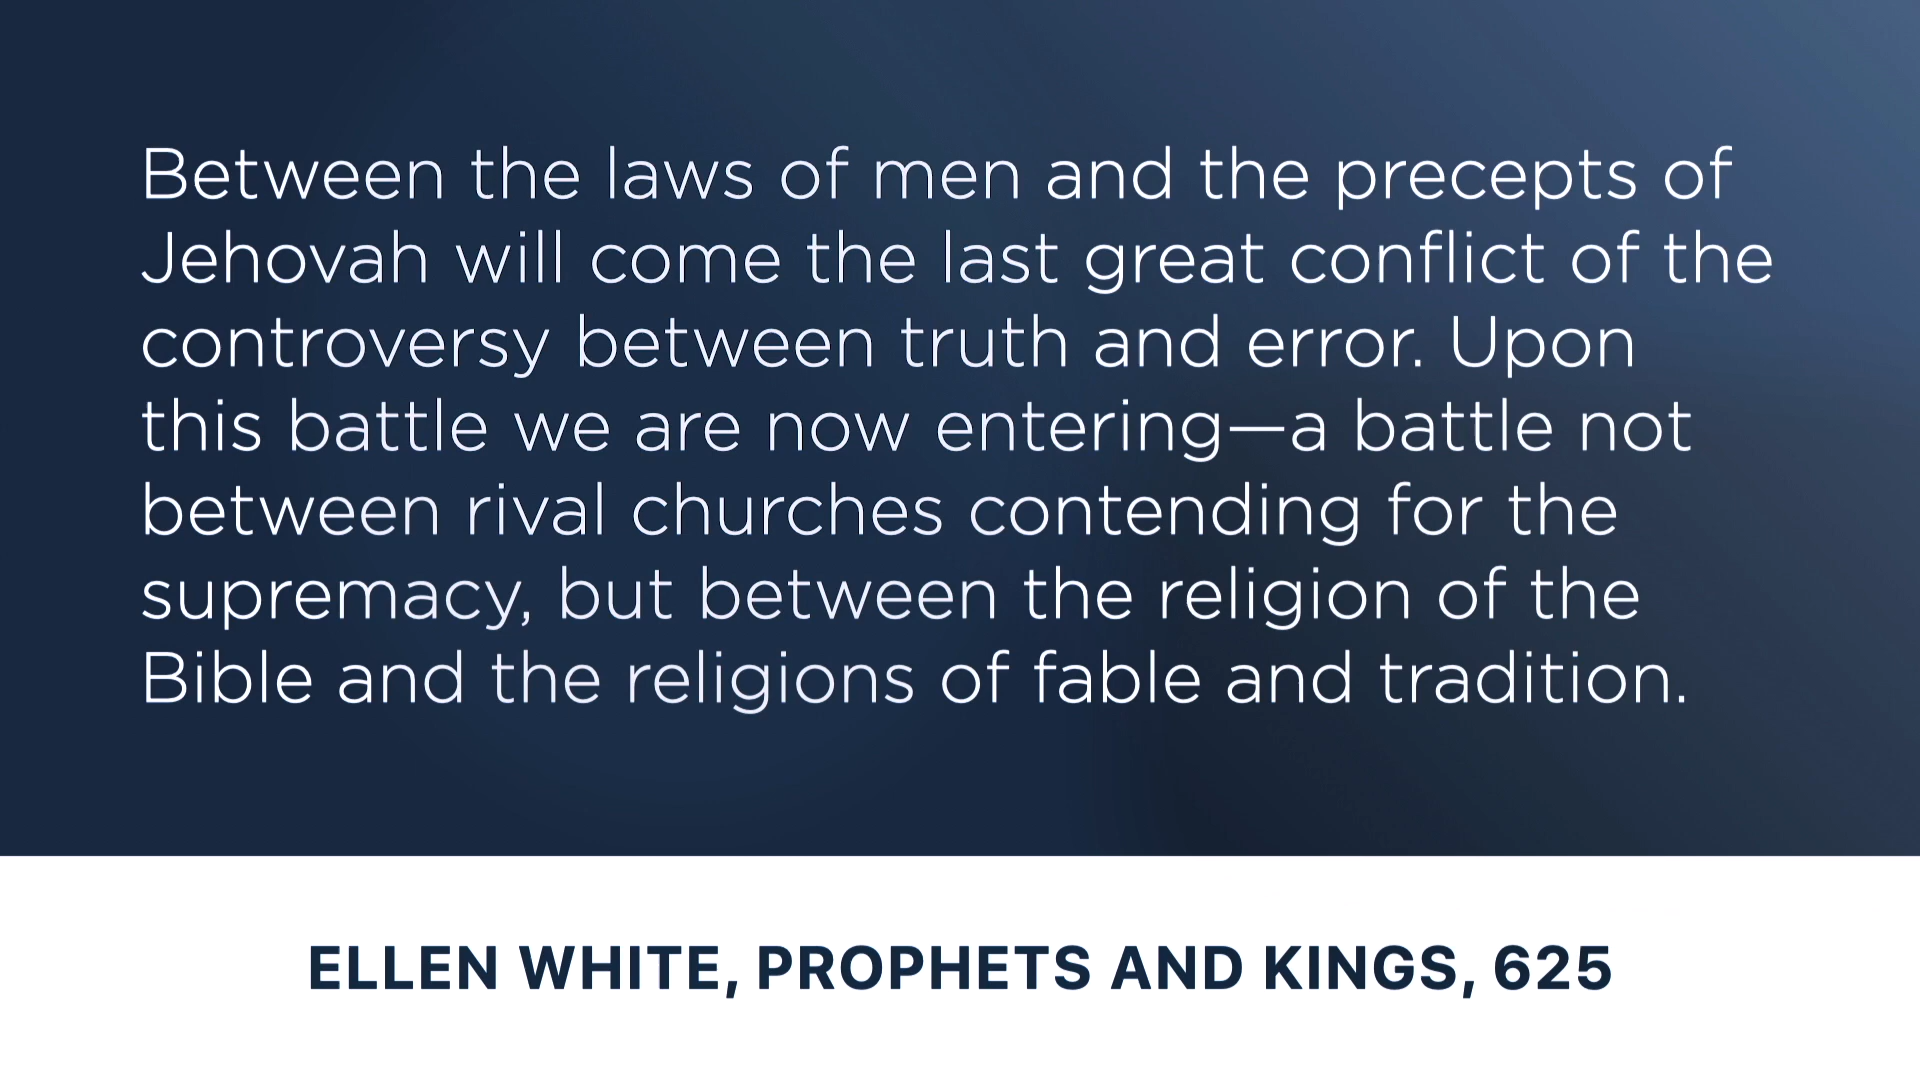 Between the laws of men and the precepts of
Jehovah will come the last great conflict of the
controversy between truth and error. Upon
this battle we are now entering—a battle not
between rival churches contending for the
supremacy, but between the religion of the
Bible and the religions of fable and tradition.
ELLEN WHITE, PROPHETS AND KINGS, 625